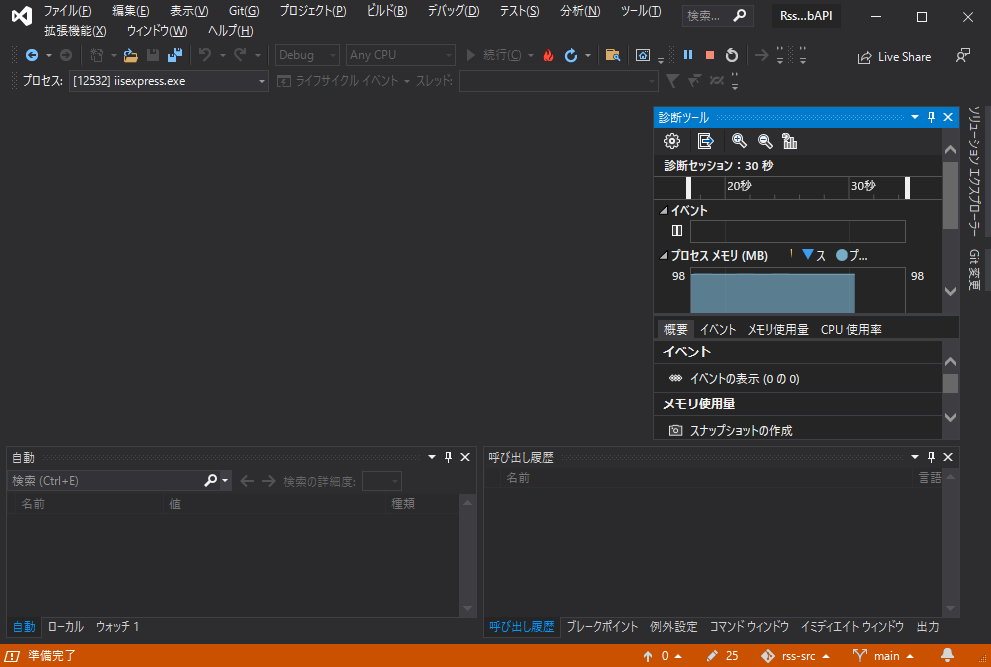 ファイル(F) 編集(E) 表示(V) Git(G) プロジェクト(P) ビルド(B) デバッグ(D) テスト(S) 分析(N) ツール(T) 検索... Rss...bAPI
拡張機能(X) ウィンドウ(W) ヘルプ(H)
Debug Any CPU 続行(C) Live Share
プロセス: [12532] iisexpress.exe ライフサイクル イベント スレッド:
診断ツール
診断セッション：30 秒
20秒 30秒
イベント
プロセス メモリ (MB) ス プ...
98 98
概要 イベント メモリ使用量 CPU 使用率
イベント
イベントの表示 (0 の 0)
メモリ使用量
スナップショットの作成
ソリューション エクスプローラー
Git 変更
自動
検索 (Ctrl+E) 検索の詳細度:
名前 値 種類
自動 ローカル ウォッチ 1
呼び出し履歴
名前 言語
呼び出し履歴 ブレークポイント 例外設定 コマンド ウィンドウ イミディエイト ウィンドウ 出力
準備完了 0 25 rss-src main